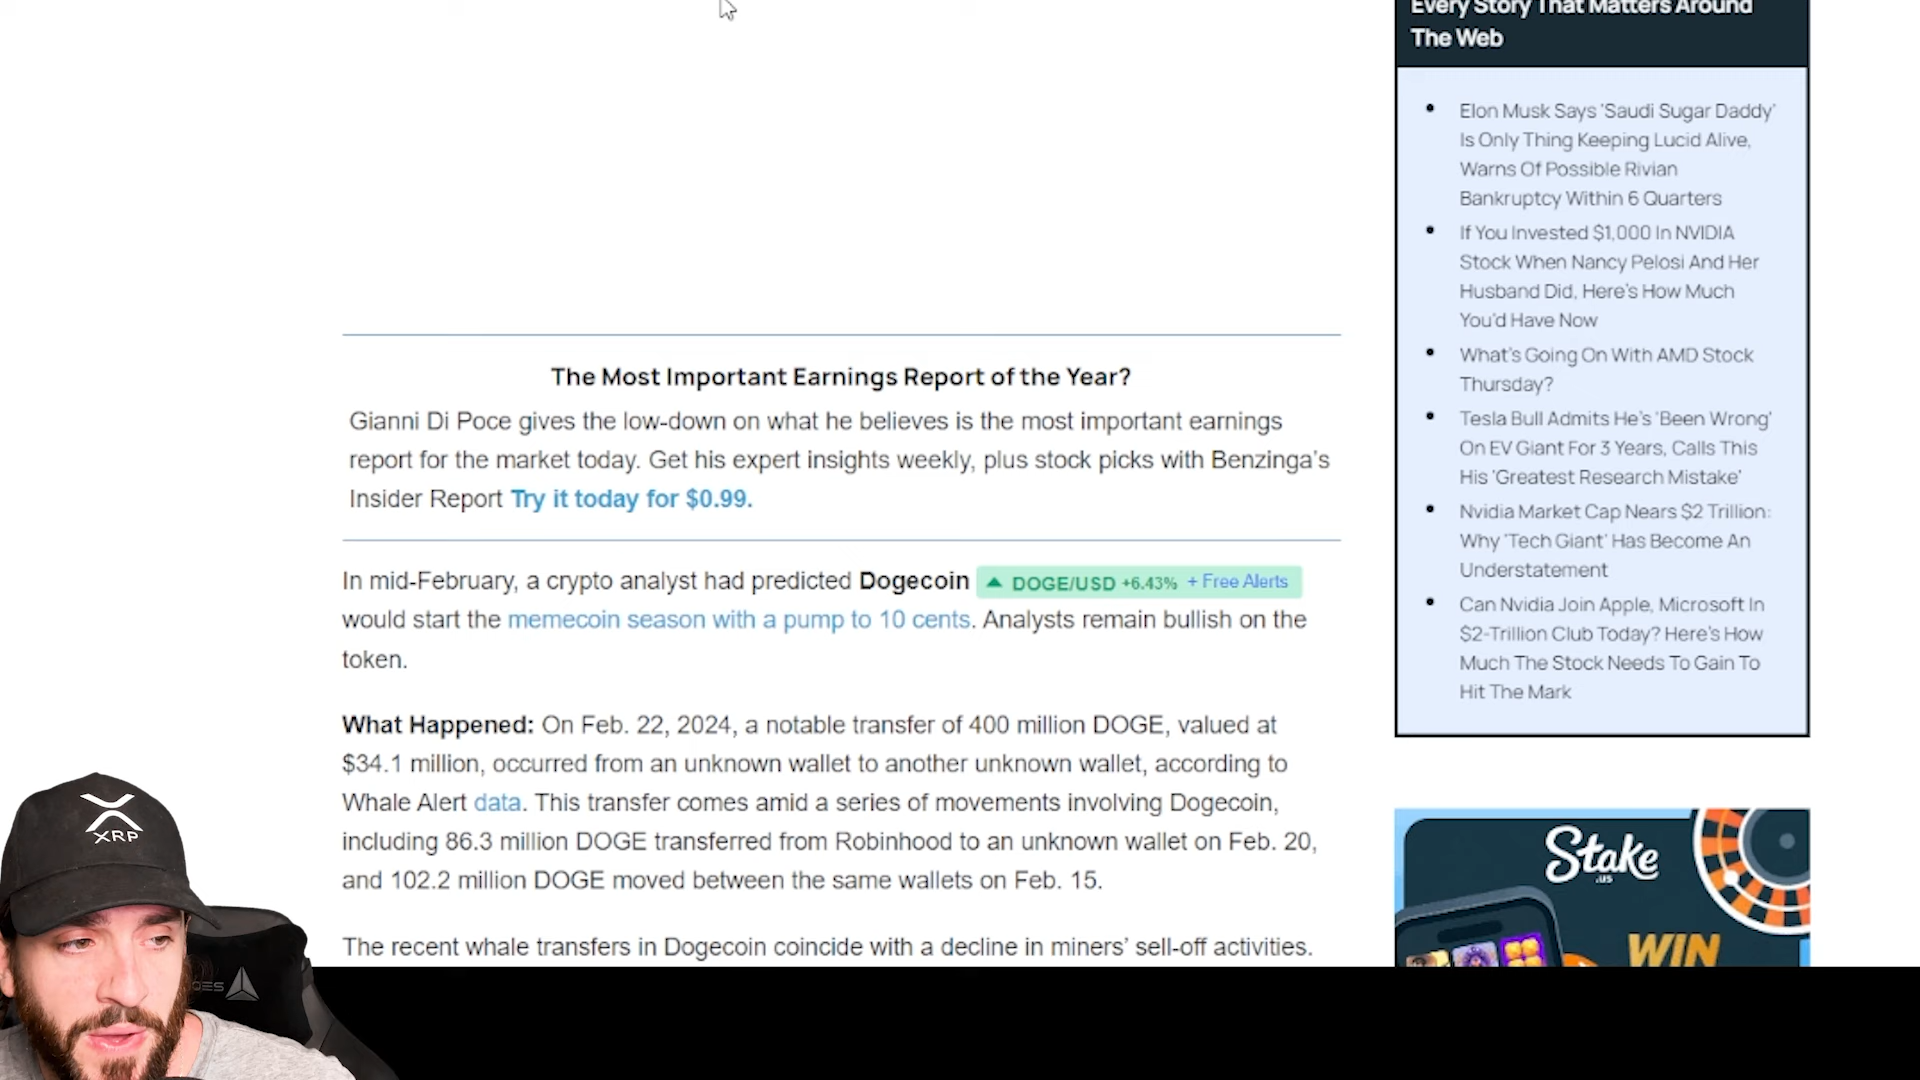 Every Story That Matters Around
The Web
Elon Musk Says 'Saudi Sugar Daddy'
Is Only Thing Keeping Lucid Alive,
Warns Of Possible Rivian
Bankruptcy Within 6 Quarters
If You Invested $1,000 In NVIDIA
Stock When Nancy Pelosi And Her
Husband Did, Here's How Much
You'd Have Now
What's Going On With AMD Stock
Thursday?
Tesla Bull Admits He's 'Been Wrong'
On EV Giant For 3 Years, Calls This
His 'Greatest Research Mistake'
Nvidia Market Cap Nears $2 Trillion:
Why 'Tech Giant' Has Become An
Understatement
Can Nvidia Join Apple, Microsoft In
$2-Trillion Club Today? Here's How
Much The Stock Needs To Gain To
Hit The Mark
The Most Important Earnings Report of the Year?
Gianni Di Poce gives the low-down on what he believes is the most important earnings
report for the market today. Get his expert insights weekly, plus stock picks with Benzinga's
Insider Report Try it today for $0.99.
In mid-February, a crypto analyst had predicted Dogecoin ▲ DOGE/USD +6.43% + Free Alerts
would start the memecoin season with a pump to 10 cents. Analysts remain bullish on the
token.
What Happened: On Feb. 22, 2024, a notable transfer of 400 million DOGE, valued at
$34.1 million, occurred from an unknown wallet to another unknown wallet, according to
Whale Alert data. This transfer comes amid a series of movements involving Dogecoin,
including 86.3 million DOGE transferred from Robinhood to an unknown wallet on Feb. 20,
and 102.2 million DOGE moved between the same wallets on Feb. 15.
The recent whale transfers in Dogecoin coincide with a decline in miners' sell-off activities.
Stake
.US
WIN
XRP